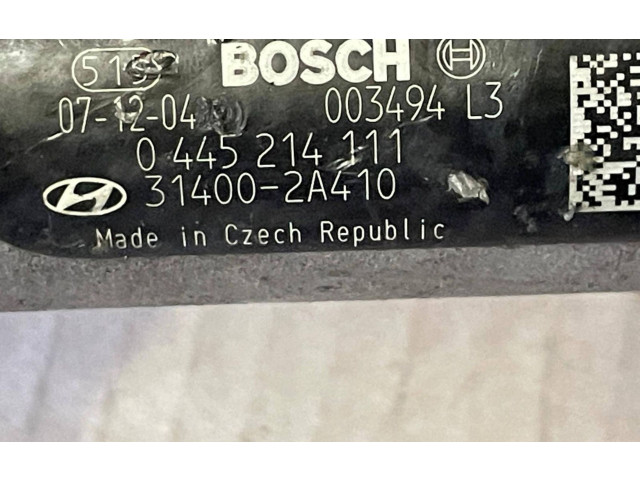 BOSCH
07-12-04 003494 L3
0 445 214 111
31400-2A410
Made in Czech Republic